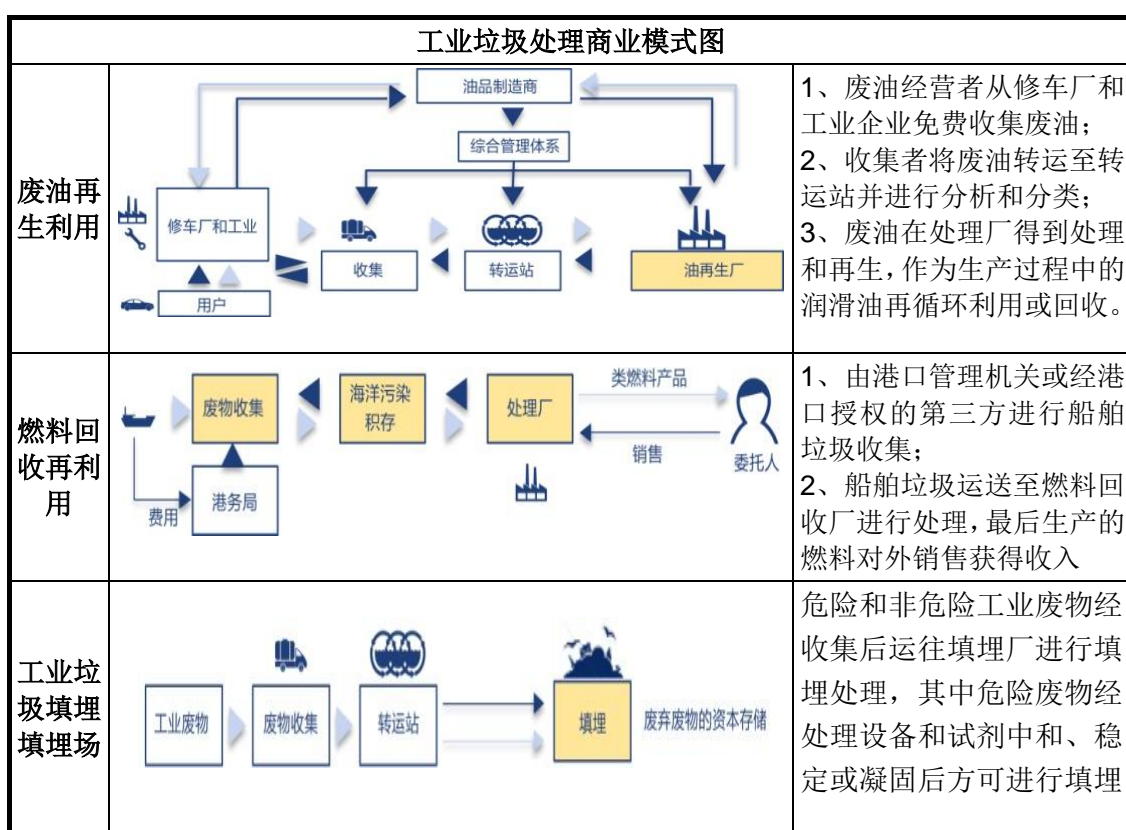 工业垃圾处理商业模式图
废油再
生利用
油品制造商
综合管理体系
修车厂和工业
收集
转运站
油再生厂
用户
1、废油经营者从修车厂和
工业企业免费收集废油；
2、收集者将废油转运至转
运站并进行分析和分类；
3、废油在处理厂得到处理
和再生，作为生产过程中的
润滑油再循环利用或回收。
燃料回
收再利
用
废物收集
海洋污染
积存
处理厂
类燃料产品
销售
委托人
港务局
费用
1、由港口管理机关或经港
口授权的第三方进行船舶
垃圾收集；
2、船舶垃圾运送至燃料回
收厂进行处理，最后生产的
燃料对外销售获得收入
工业垃
圾填埋
填埋场
工业废物
废物收集
转运站
填埋
废弃废物的资本存储
危险和非危险工业废物经
收集后运往填埋厂进行填
埋处理，其中危险废物经
处理设备和试剂中和、稳
定或凝固后方可进行填埋